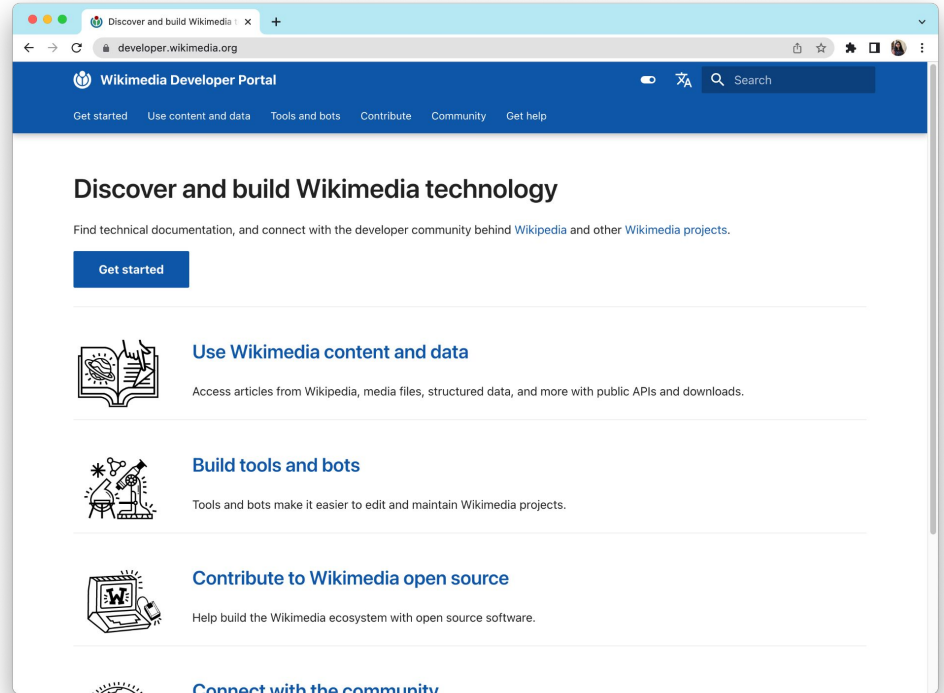 Discover and build Wikimedia
developer.wikimedia.org
Wikimedia Developer Portal
Search
Get started Use content and data Tools and bots Contribute Community Get help
Discover and build Wikimedia technology
Find technical documentation, and connect with the developer community behind Wikipedia and other Wikimedia projects.
Get started
Use Wikimedia content and data
Access articles from Wikipedia, media files, structured data, and more with public APIs and downloads.
Build tools and bots
Tools and bots make it easier to edit and maintain Wikimedia projects.
W
Contribute to Wikimedia open source
Help build the Wikimedia ecosystem with open source software.
Connect with the community